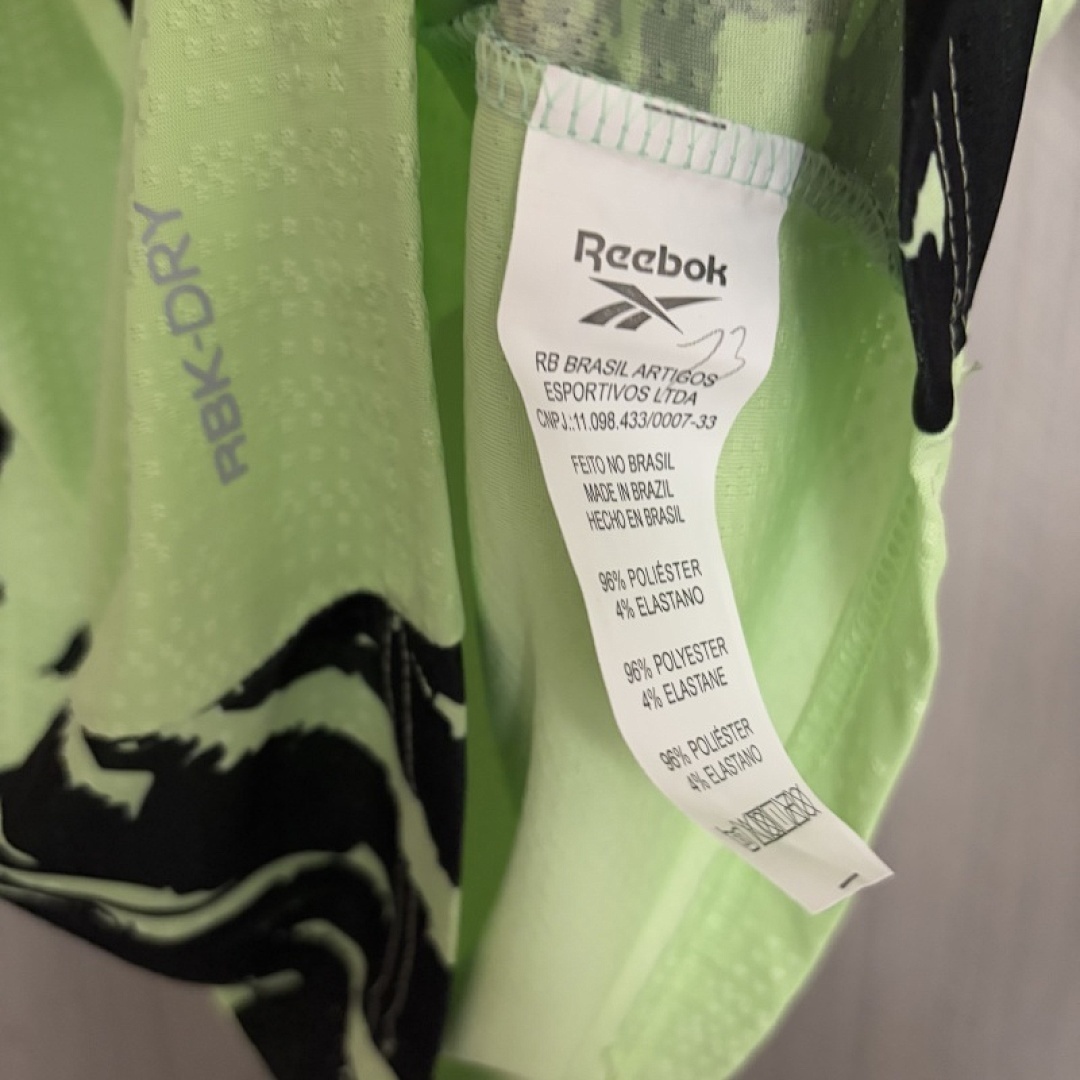 RBK-DRY
Reebok
23
RB BRASIL ARTIGOS
ESPORTIVOS LTDA
CNPJ.:11.098.433/0007-33
FEITO NO BRASIL
MADE IN BRAZIL
HECHO EN BRASIL
96% POLIÉSTER
4% ELASTANO
96% POLYESTER
4% ELASTANE
96% POLIÉSTER
4% ELASTANO